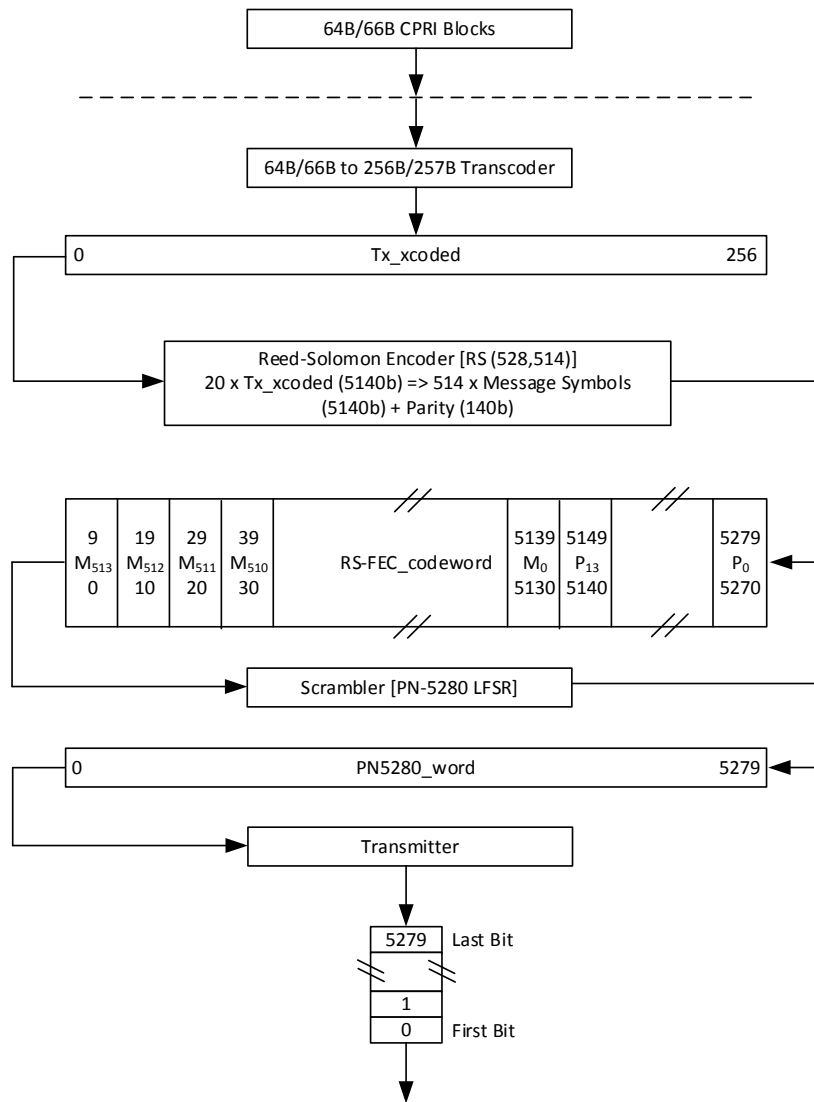 64B/66B CPRI Blocks
64B/66B to 256B/257B Transcoder
0 Tx_xcoded 256
Reed-Solomon Encoder [RS (528,514)]
20 x Tx_xcoded (5140b) => 514 x Message Symbols
(5140b) + Parity (140b)
9 19 29 39 5139 5149 5279
M₅₁₃ M₅₁₂ M₅₁₁ M₅₁₀ RS-FEC_codeword M₀ P₁₃ P₀
0 10 20 30 5130 5140 5270
Scrambler [PN-5280 LFSR]
0 PN5280_word 5279
Transmitter
5279 Last Bit
1
0 First Bit